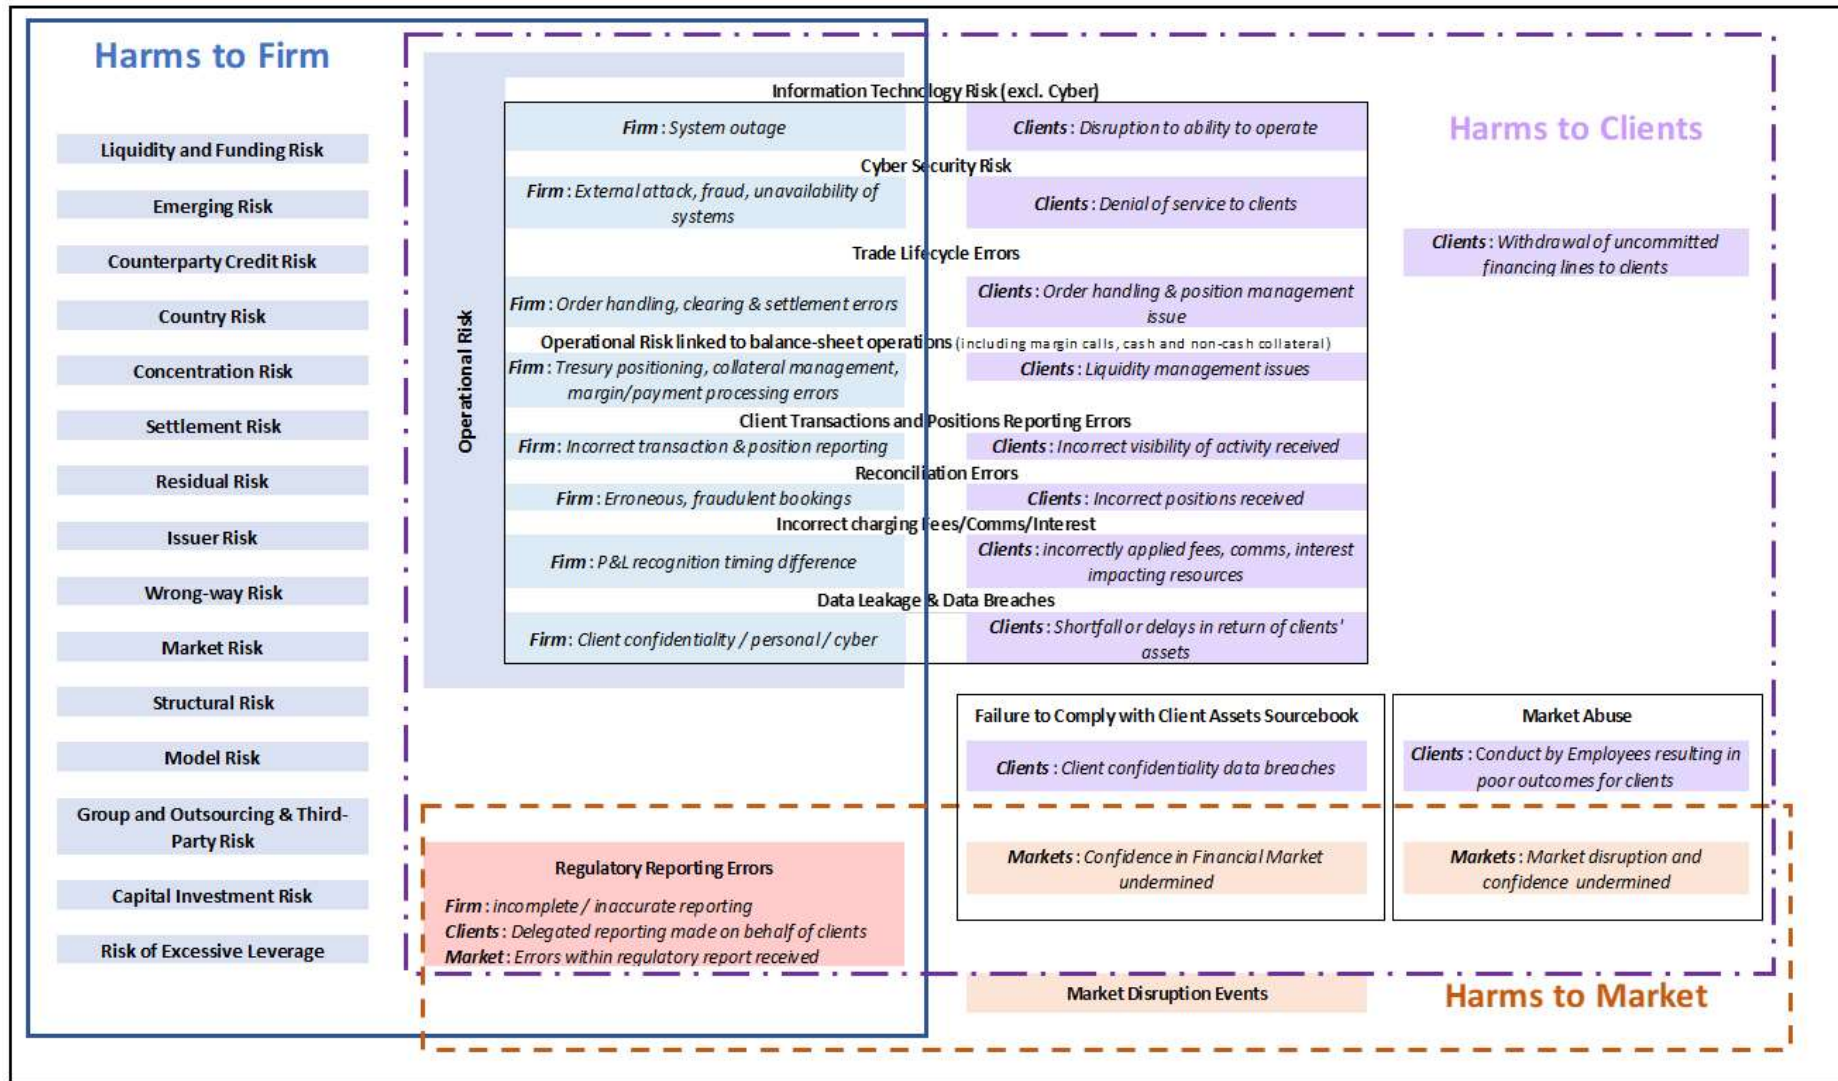 Harms to Firm
Liquidity and Funding Risk
Emerging Risk
Counterparty Credit Risk
Country Risk
Concentration Risk
Settlement Risk
Residual Risk
Issuer Risk
Wrong-way Risk
Market Risk
Structural Risk
Model Risk
Group and Outsourcing & Third-
Party Risk
Capital Investment Risk
Risk of Excessive Leverage
Operational Risk
Information Technology Risk (excl. Cyber)
Firm : System outage
Clients : Disruption to ability to operate
Cyber Security Risk
Firm : External attack, fraud, unavailability of
systems
Clients : Denial of service to clients
Trade Lifecycle Errors
Firm : Order handling, clearing & settlement errors
Clients : Order handling & position management
issue
Operational Risk linked to balance-sheet operations (including margin calls, cash and non-cash collateral)
Firm : Tresury positioning, collateral management,
margin/payment processing errors
Clients : Liquidity management issues
Client Transactions and Positions Reporting Errors
Firm : Incorrect transaction & position reporting
Clients : Incorrect visibility of activity received
Reconciliation Errors
Firm : Erroneous, fraudulent bookings
Clients : Incorrect positions received
Incorrect charging Fees/Comms/Interest
Firm : P&L recognition timing difference
Clients : incorrectly applied fees, comms, interest
impacting resources
Data Leakage & Data Breaches
Firm : Client confidentiality / personal / cyber
Clients : Shortfall or delays in return of clients'
assets
Harms to Clients
Clients : Withdrawal of uncommitted
financing lines to clients
Failure to Comply with Client Assets Sourcebook
Clients : Client confidentiality data breaches
Markets : Confidence in Financial Market
undermined
Market Abuse
Clients : Conduct by Employees resulting in
poor outcomes for clients
Markets : Market disruption and
confidence undermined
Regulatory Reporting Errors
Firm : incomplete / inaccurate reporting
Clients : Delegated reporting made on behalf of clients
Market : Errors within regulatory report received
Market Disruption Events
Harms to Market